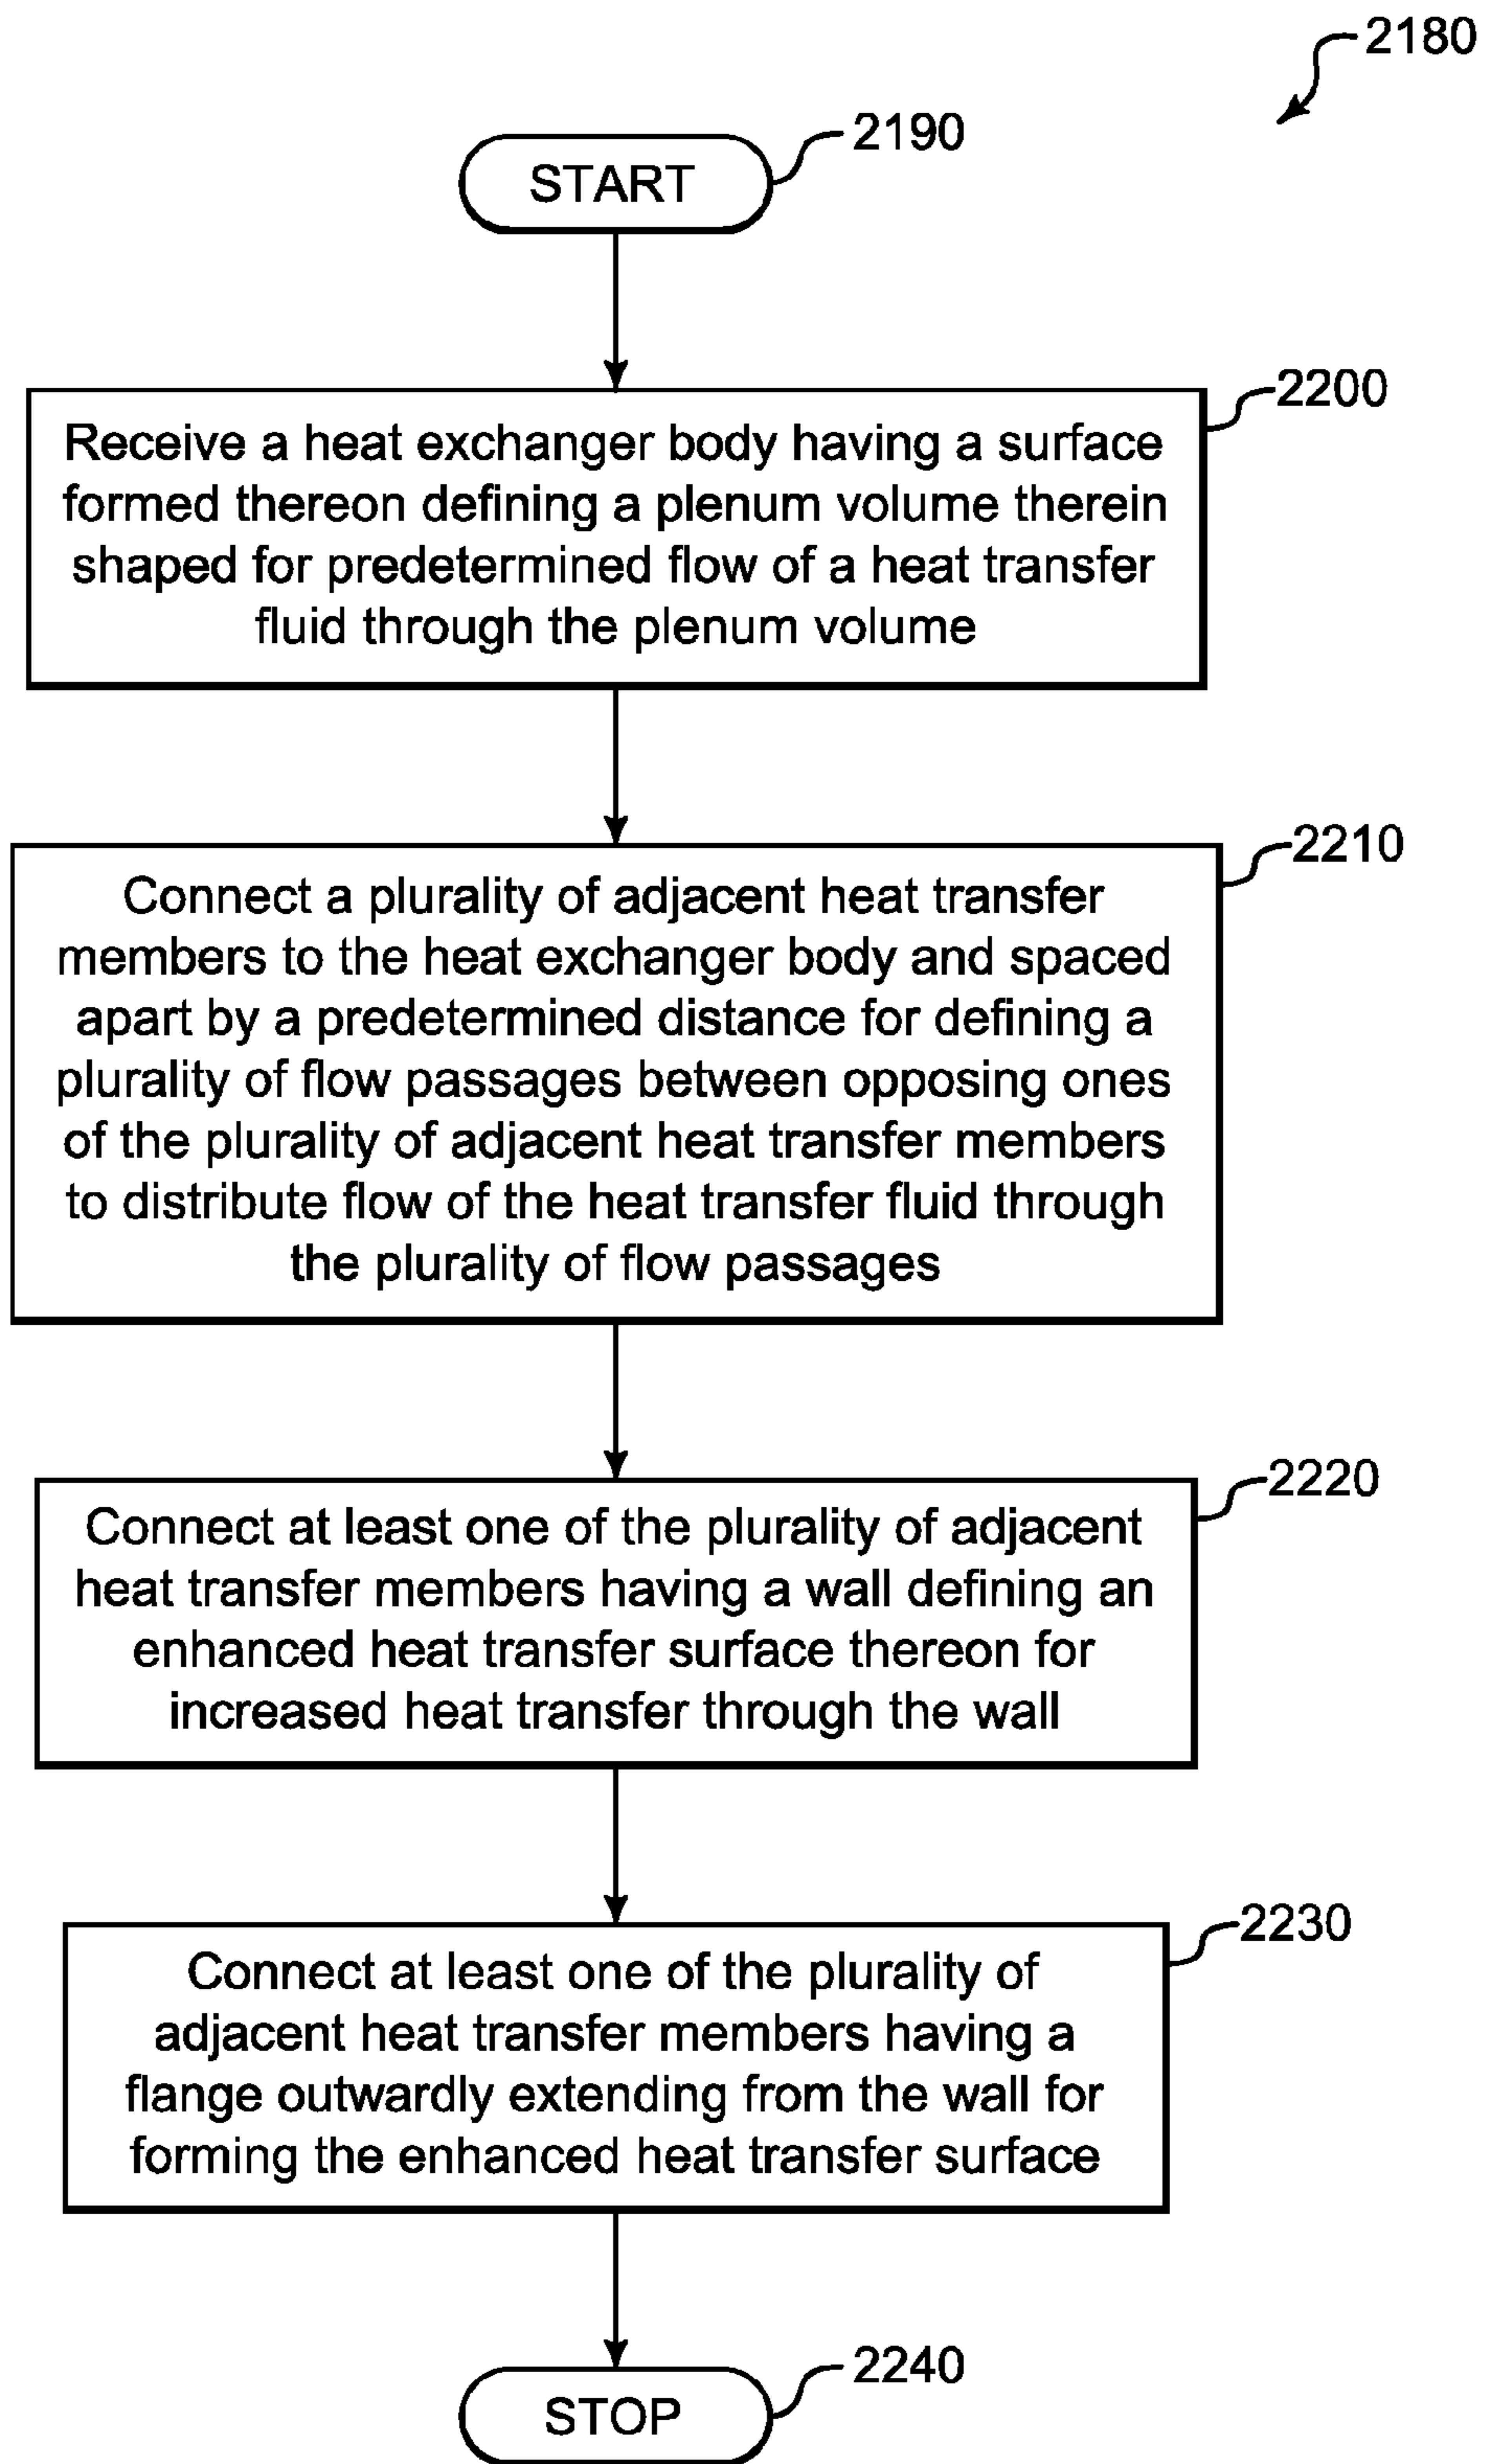 2180
2190
START
2200
Receive a heat exchanger body having a surface
formed thereon defining a plenum volume therein
shaped for predetermined flow of a heat transfer
fluid through the plenum volume
2210
Connect a plurality of adjacent heat transfer
members to the heat exchanger body and spaced
apart by a predetermined distance for defining a
plurality of flow passages between opposing ones
of the plurality of adjacent heat transfer members
to distribute flow of the heat transfer fluid through
the plurality of flow passages
2220
Connect at least one of the plurality of adjacent
heat transfer members having a wall defining an
enhanced heat transfer surface thereon for
increased heat transfer through the wall
2230
Connect at least one of the plurality of
adjacent heat transfer members having a
flange outwardly extending from the wall for
forming the enhanced heat transfer surface
2240
STOP